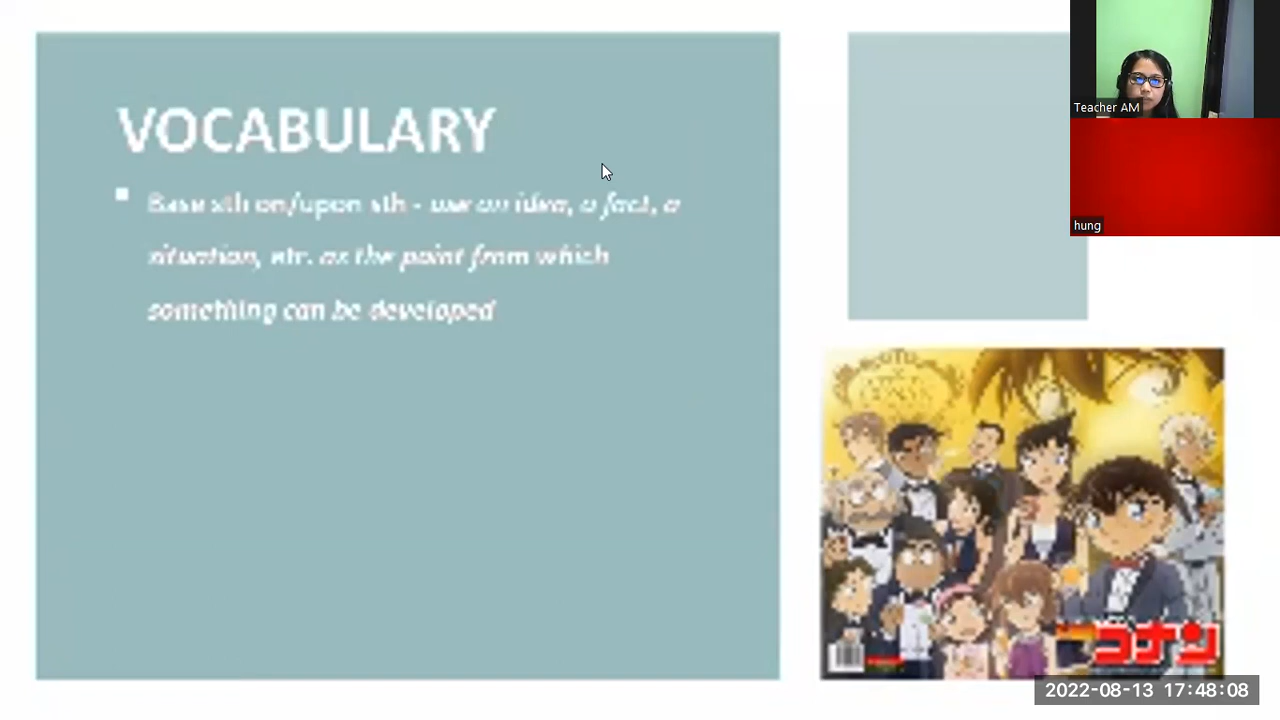 VOCABULARY
Base sth on/upon sth - use an idea, a fact, a
situation, etc. as the point from which
something can be developed
Teacher AM
hung
コナン
2022-08-13 17:48:08